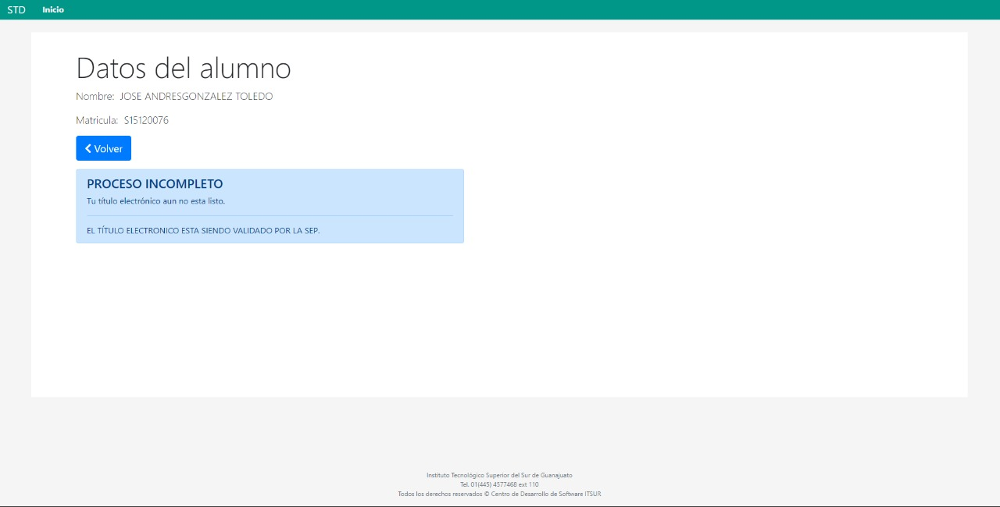 STD Inicio
Datos del alumno
Nombre: JOSE ANDRESGONZALEZ TOLEDO
Matricula: S15120076
Volver
PROCESO INCOMPLETO
Tu título electrónico aun no esta listo.
EL TÍTULO ELECTRONICO ESTA SIENDO VALIDADO POR LA SEP.
Instituto Tecnológico Superior del Sur de Guanajuato
Tel. 01(445) 4577468 ext 110
Todos los derechos reservados © Centro de Desarrollo de Software ITSUR